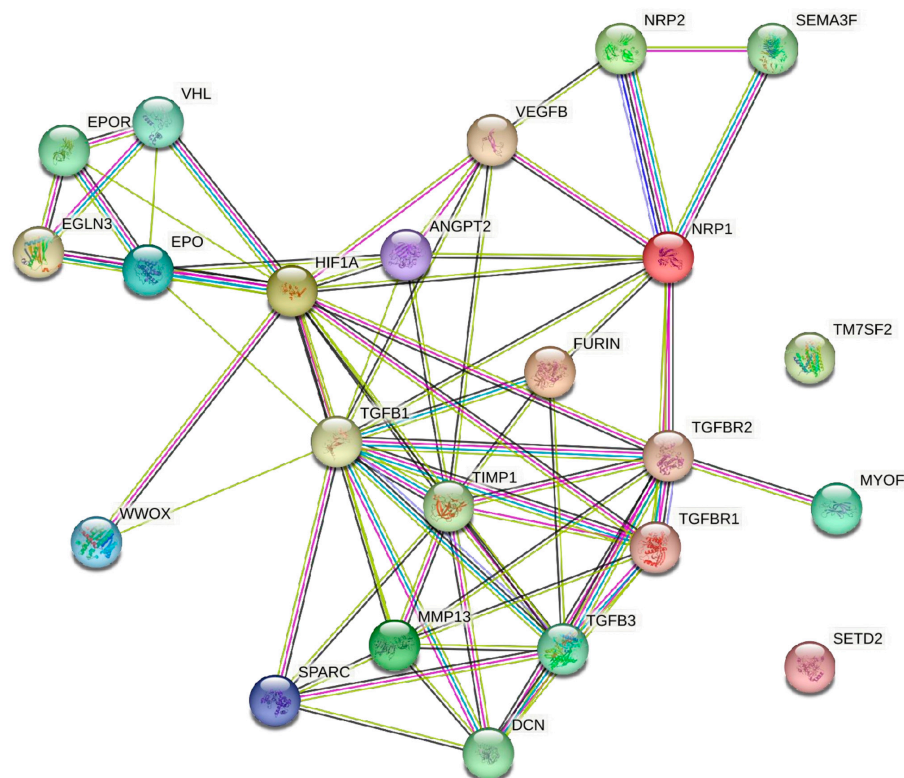 NRP2
SEMA3F
VHL
EPOR
VEGFB
EGLN3
EPO
ANGPT2
NRP1
HIF1A
TM7SF2
FURIN
TGFB1
TGFBR2
TIMP1
MYOF
WWOX
TGFBR1
MMP13
TGFB3
SETD2
SPARC
DCN